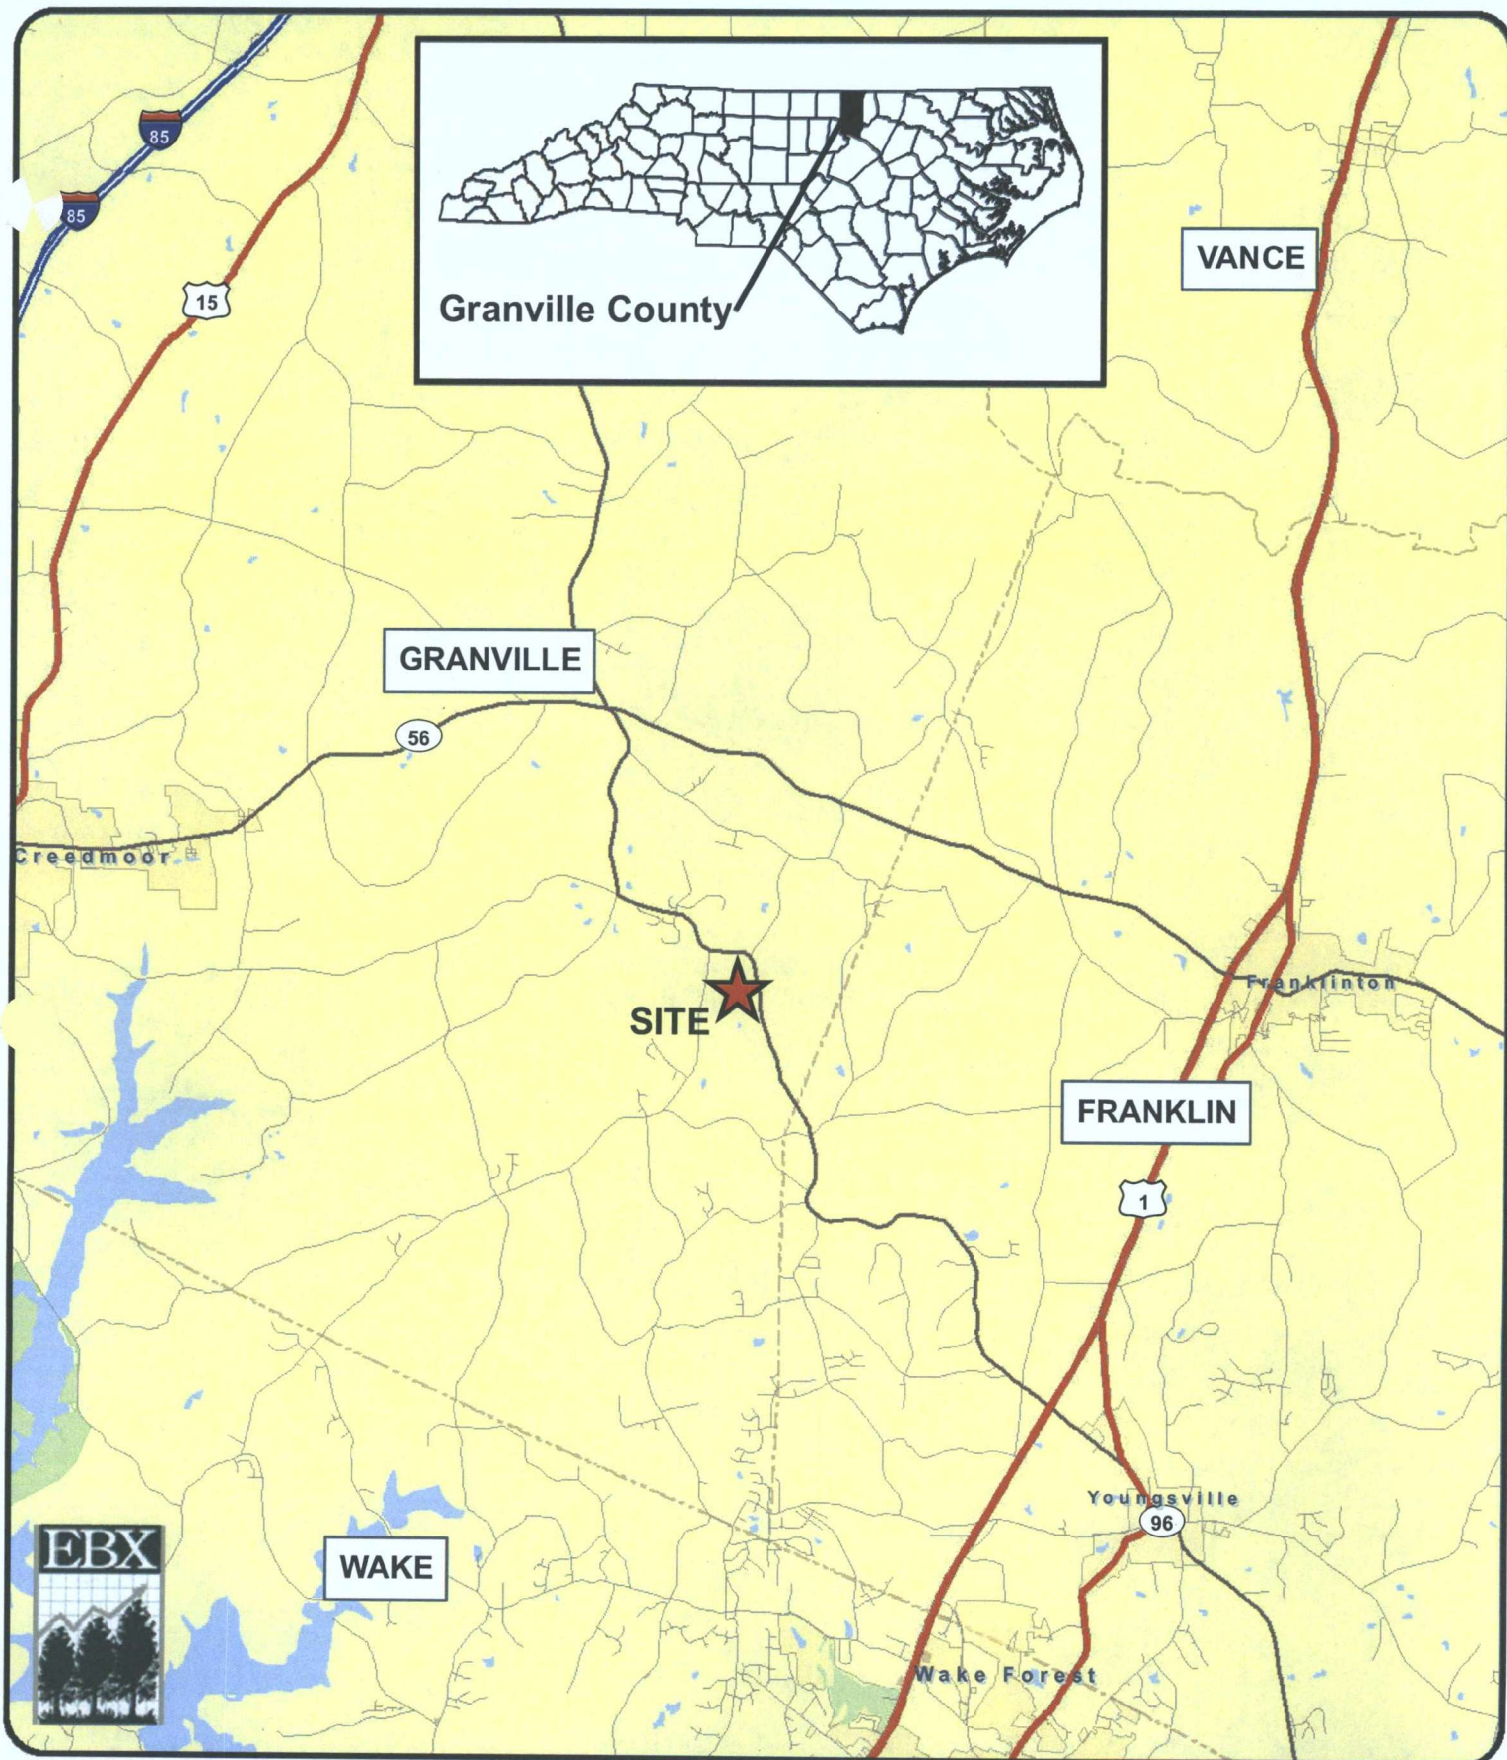 85
85
15
Granville County
VANCE
GRANVILLE
56
Creedmoor
SITE
Franklinton
FRANKLIN
1
Youngsville
96
EBX
WAKE
Wake Forest